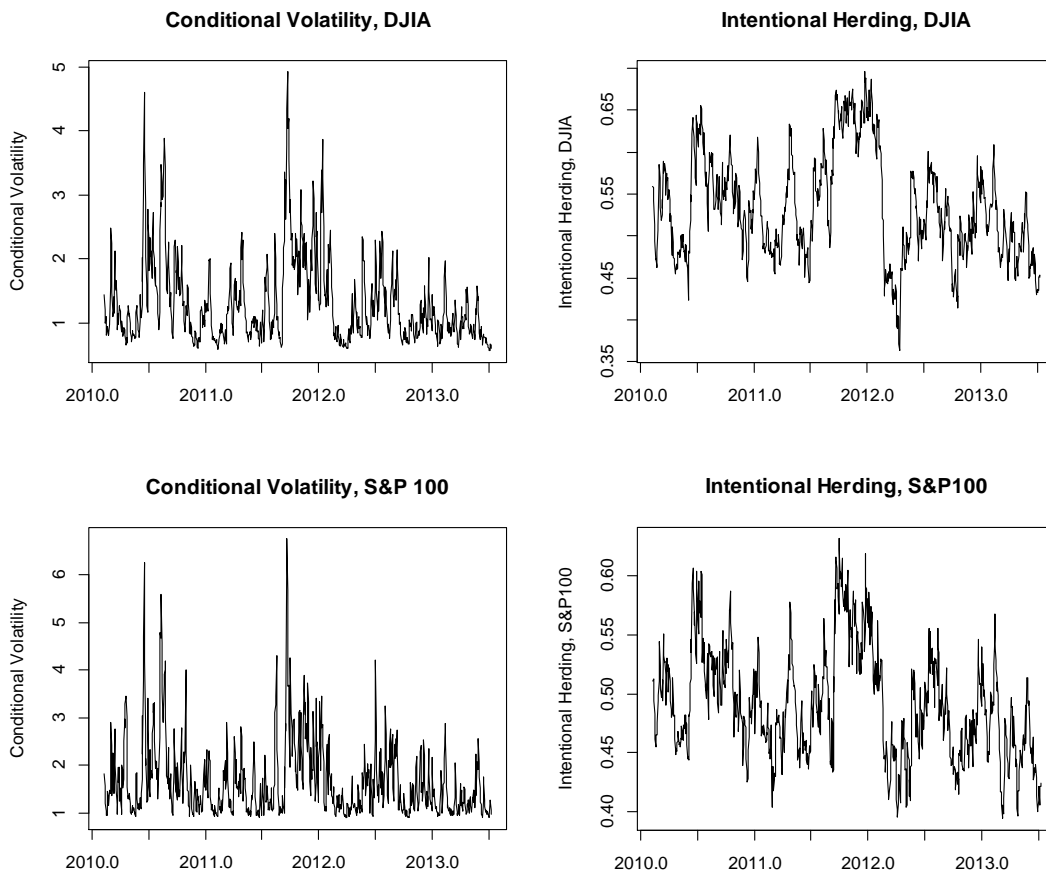 Conditional Volatility, DJIA
Conditional Volatility
5
4
3
2
1
2010.0 2011.0 2012.0 2013.0
Intentional Herding, DJIA
Intentional Herding, DJIA
0.65
0.55
0.45
0.35
2010.0 2011.0 2012.0 2013.0
Conditional Volatility, S&P 100
Conditional Volatility
6
5
4
3
2
1
2010.0 2011.0 2012.0 2013.0
Intentional Herding, S&P100
Intentional Herding, S&P100
0.60
0.55
0.50
0.45
0.40
2010.0 2011.0 2012.0 2013.0